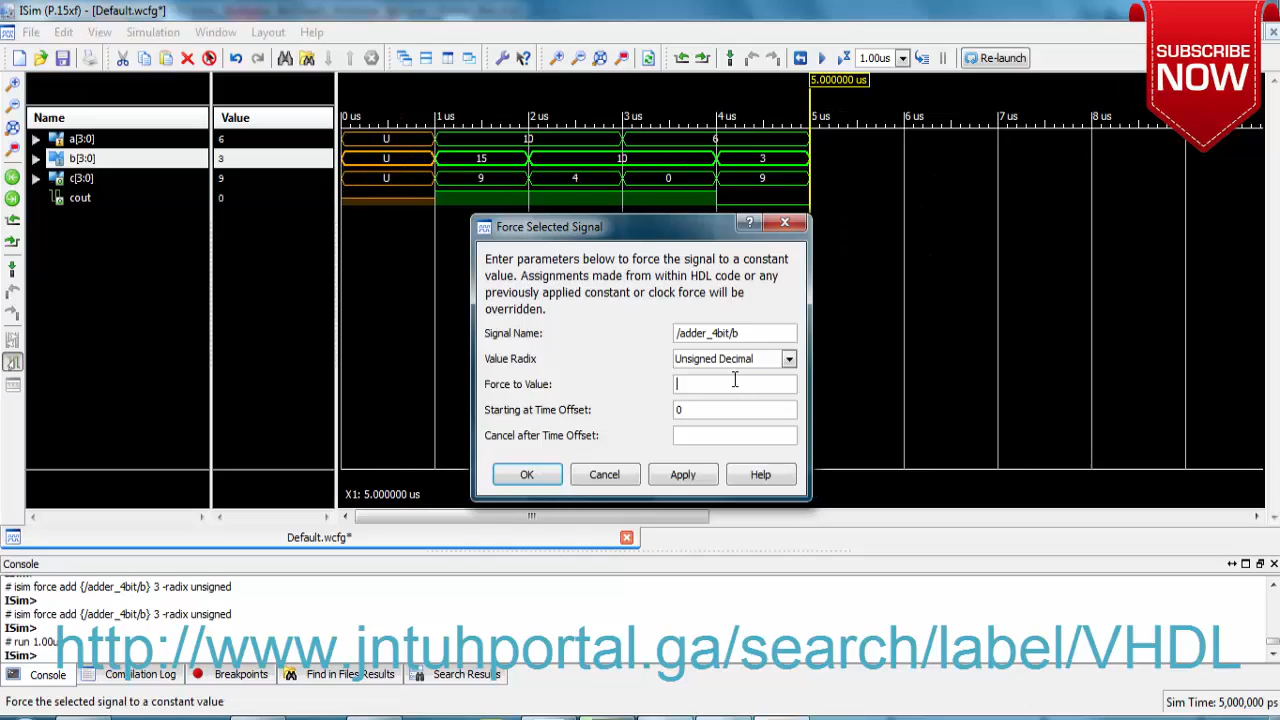 ISim (P.15xf) - [Default.wcfg*]
File Edit View Simulation Window Layout Help
SUBSCRIBE
NOW
1.00us Re-launch
5.000000 us
Name Value
0 us 1 us 2 us 3 us 4 us 5 us 6 us 7 us 8 us
a[3:0] 6 U 10 6
b[3:0] 3 U 15 10 3
c[3:0] 9 U 9 4 0 9
cout 0
Force Selected Signal
Enter parameters below to force the signal to a constant
value. Assignments made from within HDL code or any
previously applied constant or clock force will be
overridden.
Signal Name: /adder_4bit/b
Value Radix Unsigned Decimal
Force to Value:
Starting at Time Offset: 0
Cancel after Time Offset:
OK Cancel Apply Help
X1: 5.000000 us
Default.wcfg*
Console
# isim force add {/adder_4bit/b} 3 -radix unsigned
ISim>
# isim force add {/adder_4bit/b} 3 -radix unsigned
ISim>
# run 1.00us
ISim>
http://www.jntuhportal.ga/search/label/VHDL
Console Compilation Log Breakpoints Find in Files Results Search Results
Force the selected signal to a constant value
Sim Time: 5,000,000 ps